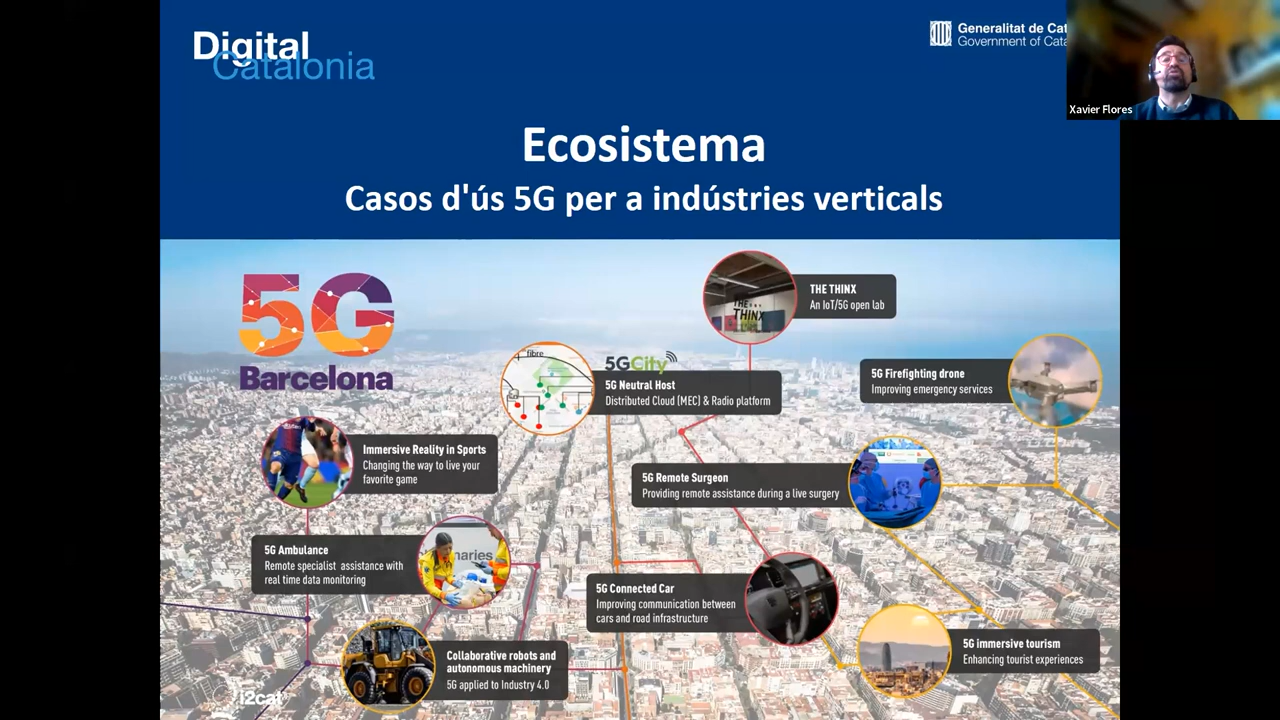 Digital
Catalonia
Generalitat de Cat
Government of Cata
Xavier Flores
Ecosistema
Casos d'ús 5G per a indústries verticals
5G
Barcelona
THE THINX
An IoT/5G open lab
THE
THINX
fibre
5GCity
5G Neutral Host
Distributed Cloud (MEC) & Radio platform
5G Firefighting drone
Improving emergency services
Immersive Reality in Sports
Changing the way to live your
favorite game
5G Remote Surgeon
Providing remote assistance during a live surgery
5G Ambulance
Remote specialist assistance with
real time data monitoring
naries
5G Connected Car
Improving communication between
cars and road infrastructure
Collaborative robots and
autonomous machinery
5G applied to Industry 4.0
5G immersive tourism
Enhancing tourist experiences
i2cat